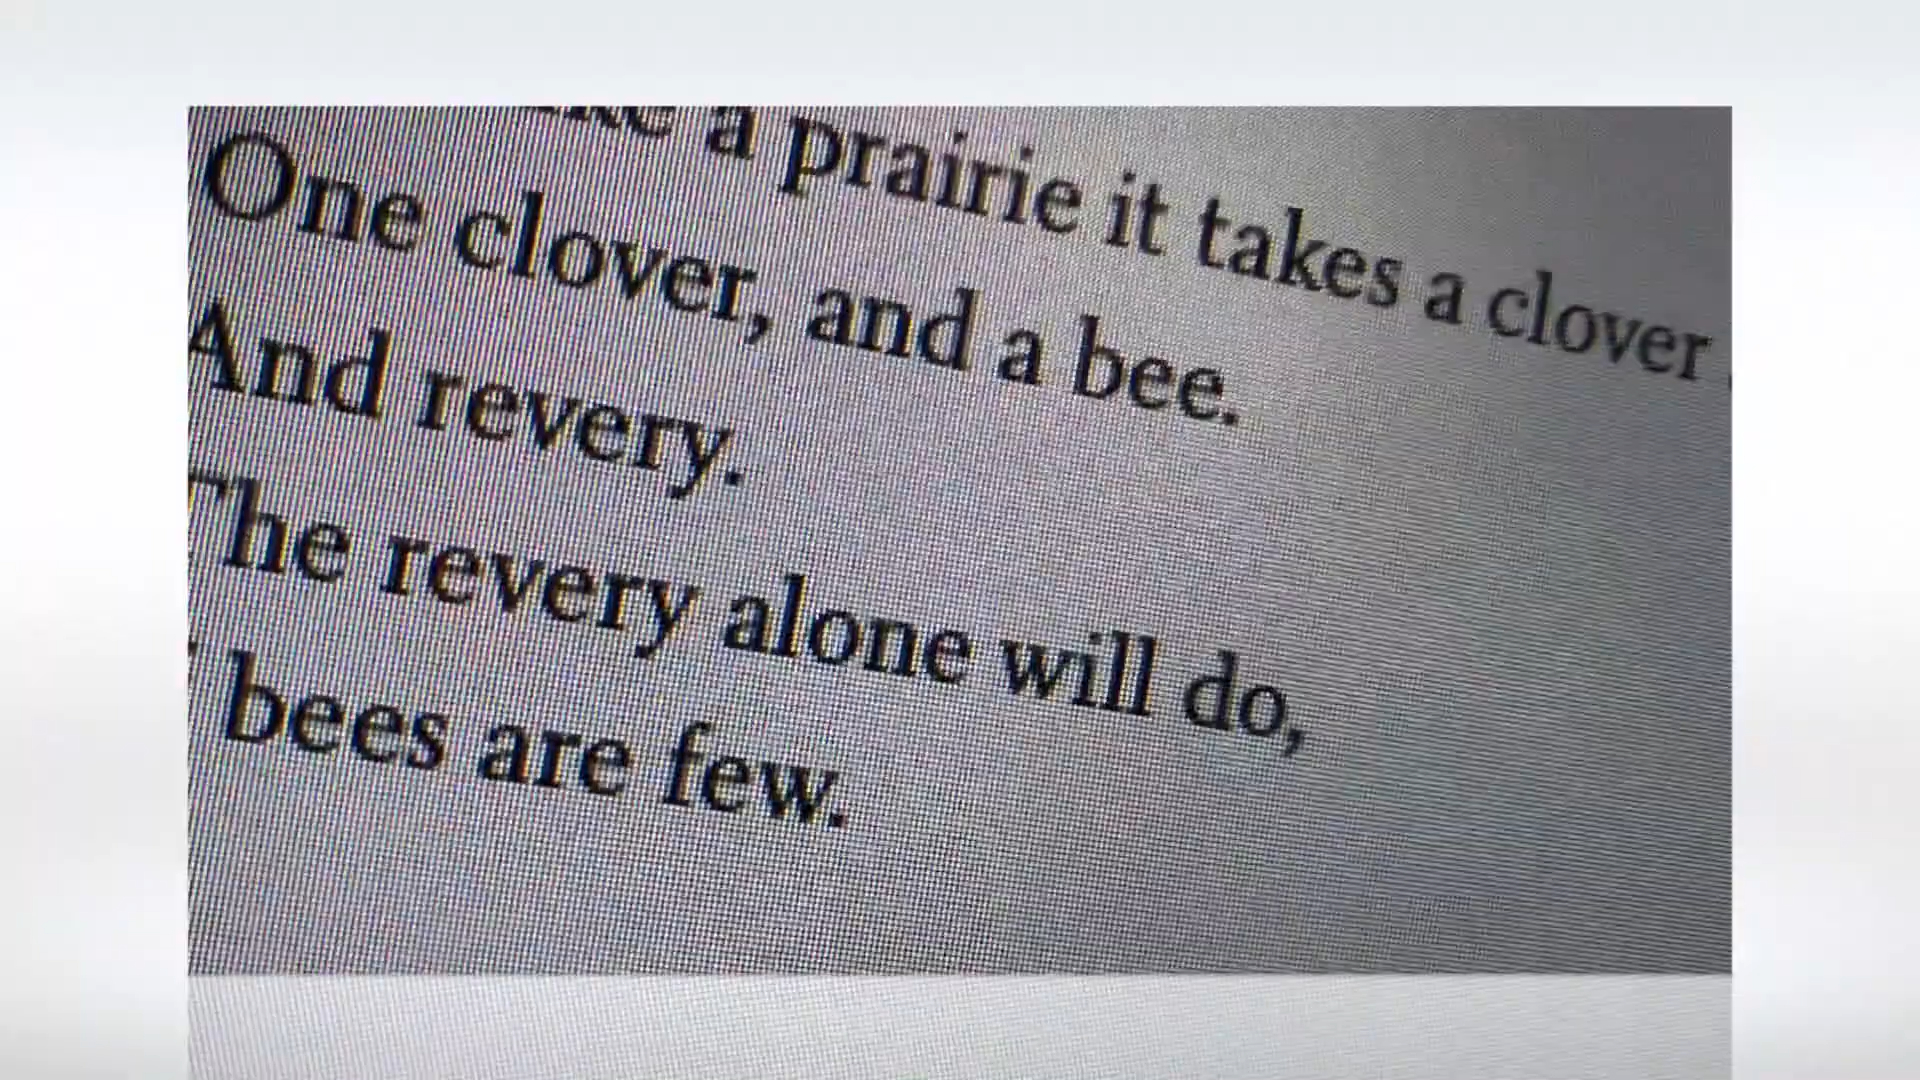 a prairie it takes a clover
One clover, and a bee.
And revery.
The revery alone will do,
bees are few.